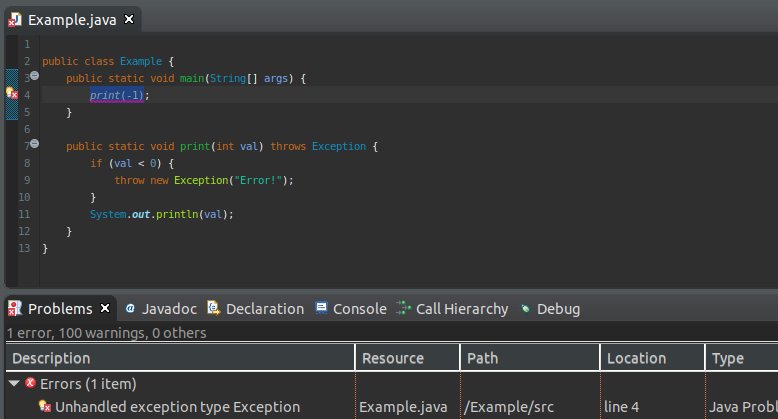 Example.java
1
2 public class Example {
3 public static void main(String[] args) {
4 print(-1);
5 }
6
7 public static void print(int val) throws Exception {
8 if (val < 0) {
9 throw new Exception("Error!");
10 }
11 System.out.println(val);
12 }
13 }
Problems Javadoc Declaration Console Call Hierarchy Debug
1 error, 100 warnings, 0 others
Description Resource Path Location Type
Errors (1 item)
Unhandled exception type Exception Example.java /Example/src line 4 Java Probl